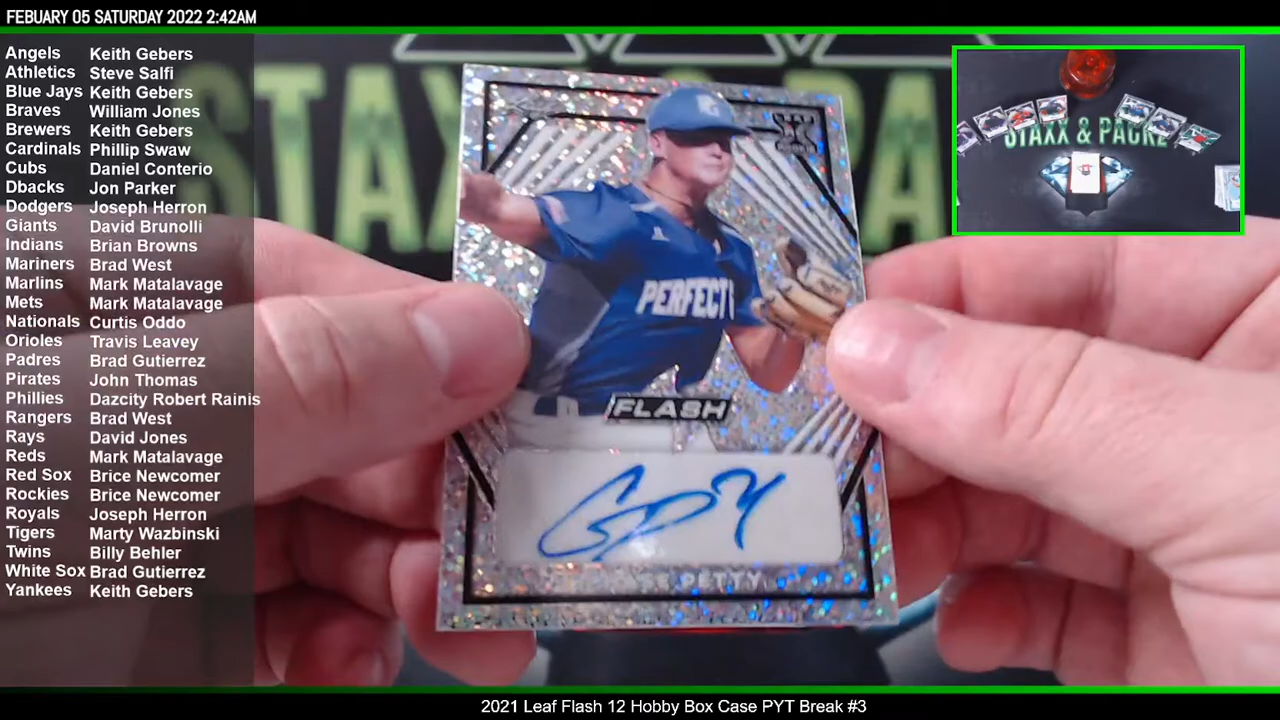 FEBUARY 05 SATURDAY 2022 2:42AM
Angels Keith Gebers
Athletics Steve Salfi
Blue Jays Keith Gebers
Braves William Jones
Brewers Keith Gebers
Cardinals Phillip Swaw
Cubs Daniel Conterio
Dbacks Jon Parker
Dodgers Joseph Herron
Giants David Brunolli
Indians Brian Browns
Mariners Brad West
Marlins Mark Matalavage
Mets Mark Matalavage
Nationals Curtis Oddo
Orioles Travis Leavey
Padres Brad Gutierrez
Pirates John Thomas
Phillies Dazcity Robert Rainis
Rangers Brad West
Rays David Jones
Reds Mark Matalavage
Red Sox Brice Newcomer
Rockies Brice Newcomer
Royals Joseph Herron
Tigers Marty Wazbinski
Twins Billy Behler
White Sox Brad Gutierrez
Yankees Keith Gebers
STAXX & PA
STAXX & PACKZ
ROOKIE
PERFECT
FLASH
PETTY
2021 Leaf Flash 12 Hobby Box Case PYT Break #3